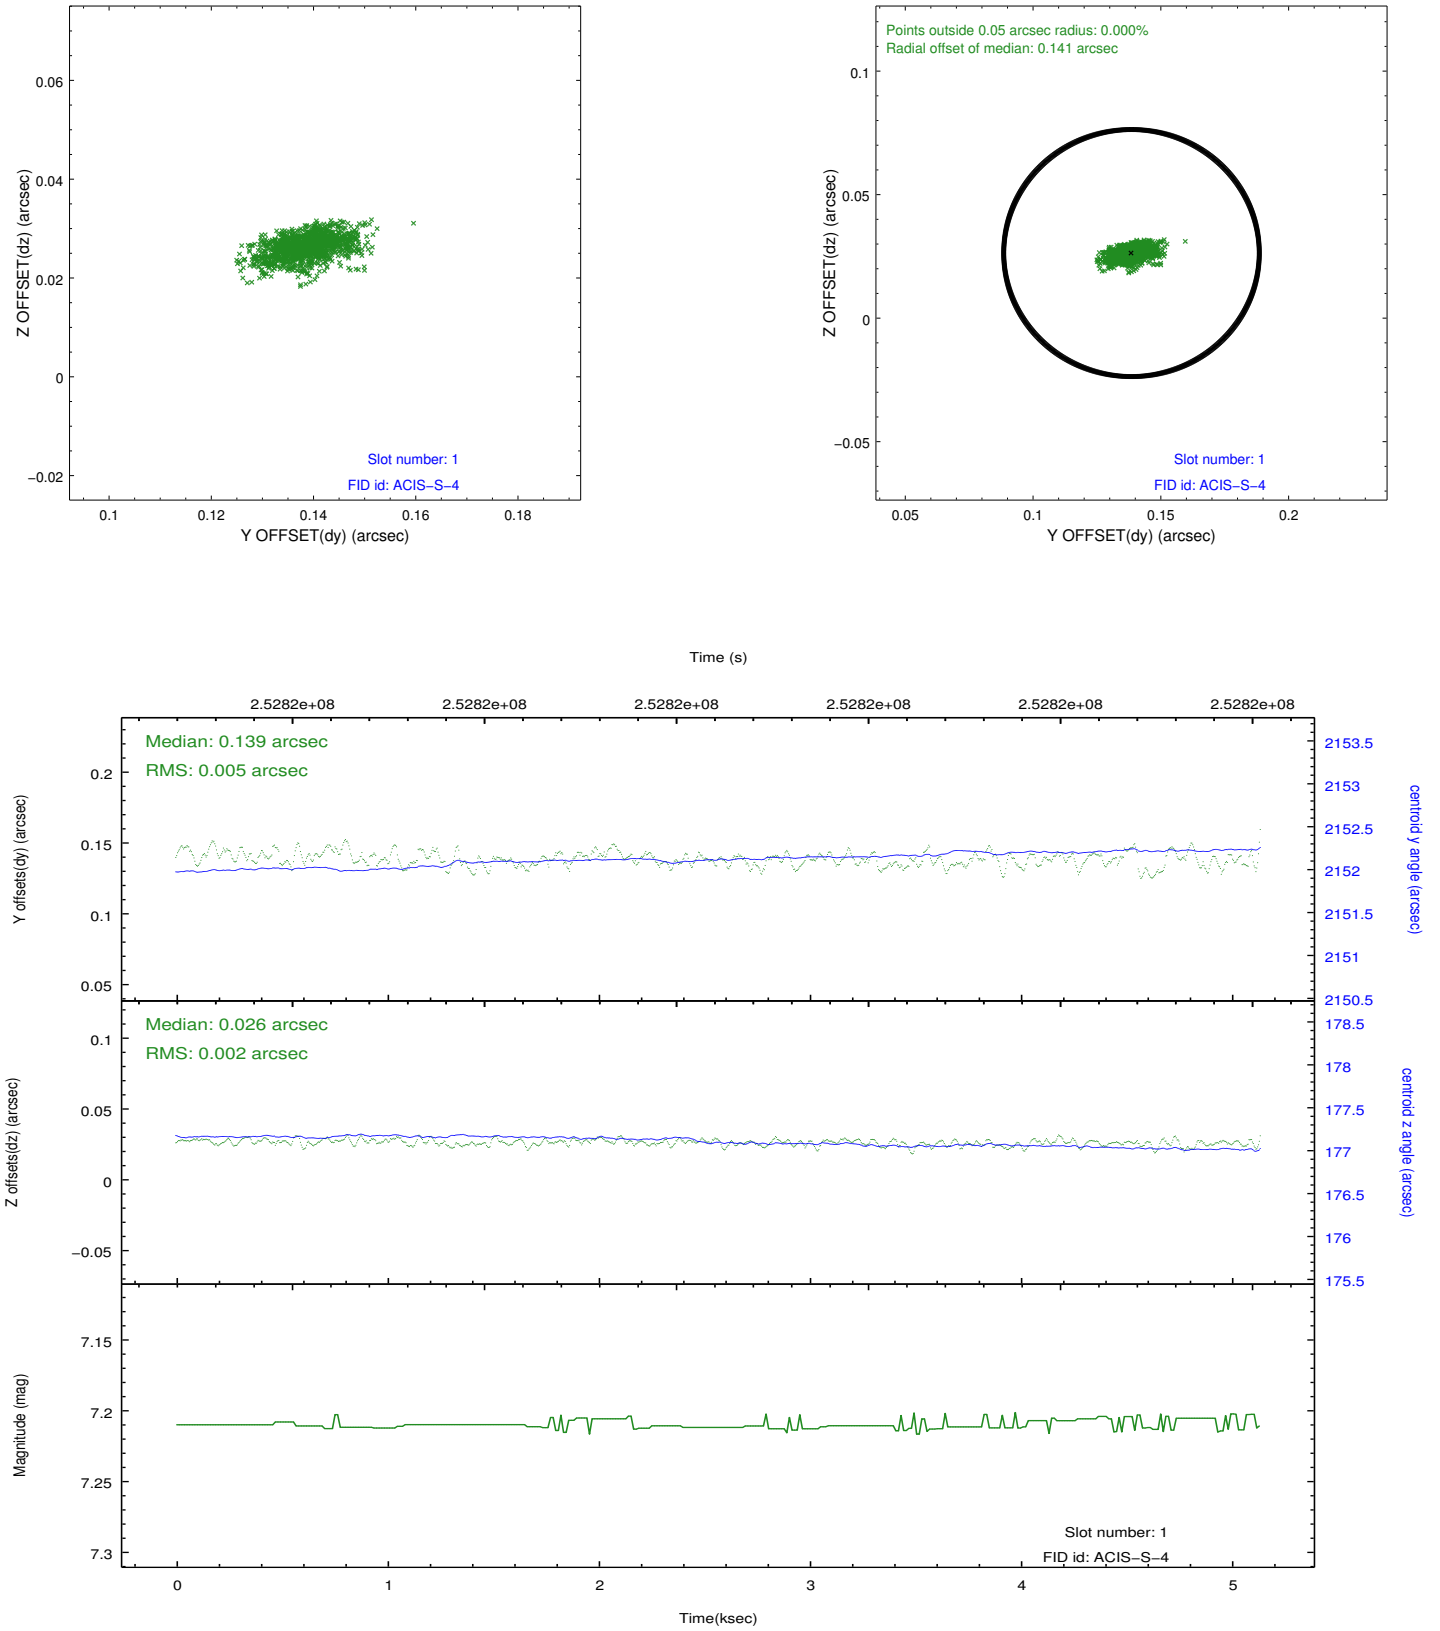 0.06
0.04
0.02
0
−0.02
Z OFFSET(dz) (arcsec)
Slot number: 1
FID id: ACIS−S−4
0.1
0.12
0.14
0.16
0.18
Y OFFSET(dy) (arcsec)
Points outside 0.05 arcsec radius: 0.000%
Radial offset of median: 0.141 arcsec
0.1
0.05
0
−0.05
Z OFFSET(dz) (arcsec)
Slot number: 1
FID id: ACIS−S−4
0.05
0.1
0.15
0.2
Y OFFSET(dy) (arcsec)
Time (s)
2.5282e+08
2.5282e+08
2.5282e+08
2.5282e+08
2.5282e+08
2.5282e+08
Median: 0.139 arcsec
RMS: 0.005 arcsec
0.2
0.15
0.1
0.05
Y offsets(dy) (arcsec)
2153.5
2153
2152.5
2152
2151.5
2151
2150.5
centroid y angle (arcsec)
Median: 0.026 arcsec
RMS: 0.002 arcsec
0.1
0.05
0
−0.05
Z offsets(dz) (arcsec)
178.5
178
177.5
177
176.5
176
175.5
centroid z angle (arcsec)
7.15
7.2
7.25
7.3
Magnitude (mag)
Slot number: 1
FID id: ACIS−S−4
0
1
2
3
4
5
Time(ksec)